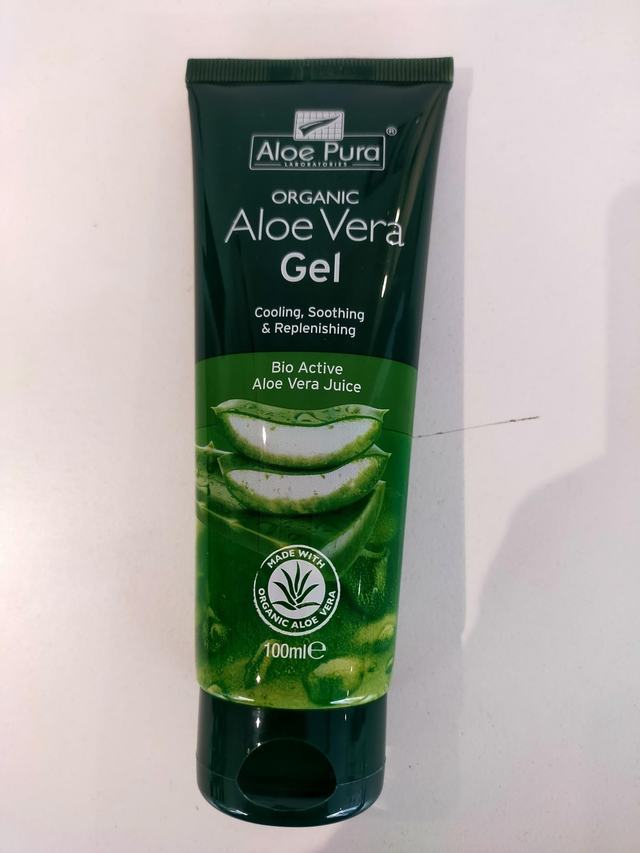 Aloe Pura®
LABORATORIES
ORGANIC
Aloe Vera
Gel
Cooling, Soothing
& Replenishing
Bio Active
Aloe Vera Juice
MADE WITH
ORGANIC ALOE VERA
100ml℮